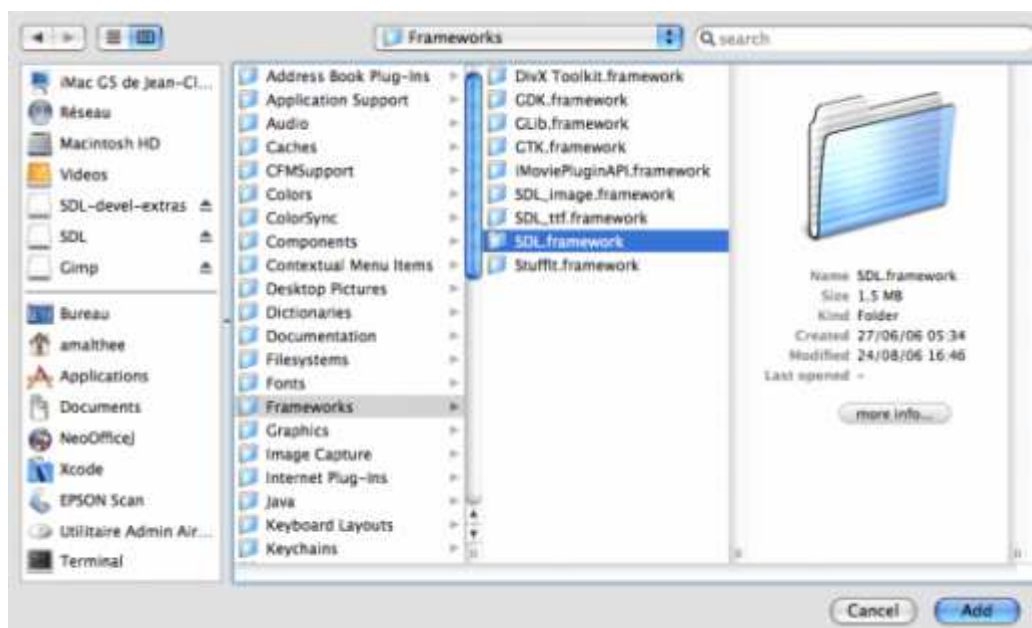 Frameworks
search
iMac G5 de Jean-Cl...
Réseau
Macintosh HD
Videos
SDL-devel-extras
SDL
Gimp
Bureau
amalthee
Applications
Documents
NeoOfficeJ
Xcode
EPSON Scan
Utilitaire Admin Air...
Terminal
Address Book Plug-Ins
Application Support
Audio
Caches
CFMSupport
Colors
ColorSync
Components
Contextual Menu Items
Desktop Pictures
Dictionaries
Documentation
Filesystems
Fonts
Frameworks
Graphics
Image Capture
Internet Plug-Ins
Java
Keyboard Layouts
Keychains
DivX Toolkit.framework
GDK.framework
GLib.framework
GTK.framework
iMoviePluginAPI.framework
SDL_image.framework
SDL_ttf.framework
SDL.framework
StuffIt.framework
Name SDL.framework
Size 1.5 MB
Kind Folder
Created 27/06/06 05:34
Modified 24/08/06 16:46
Last opened –
more info...
Cancel
Add